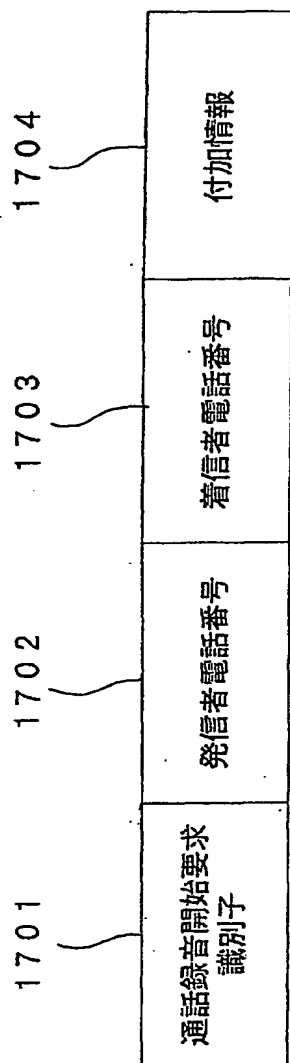 1701
1702
1703
1704
通話録音開始要求
識別子
発信者電話番号
着信者電話番号
付加情報